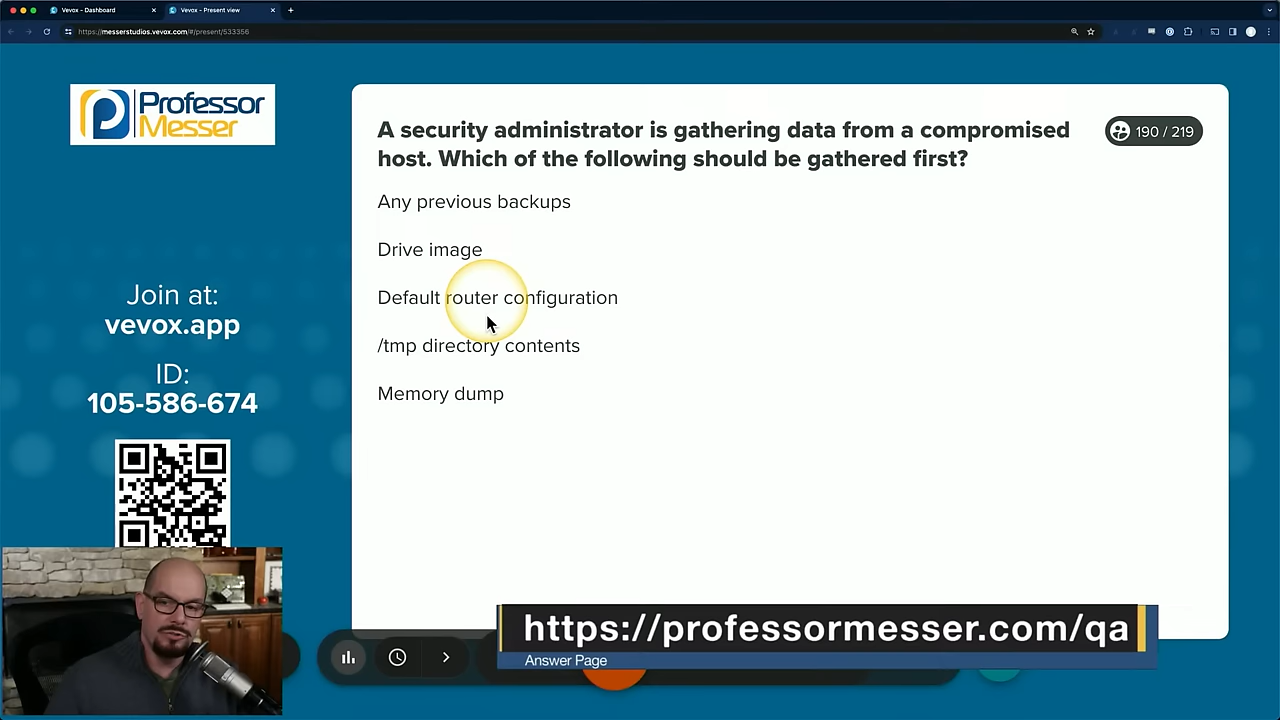 Vevox - Dashboard
Vevox - Present view
https://messerstudios.vevox.com/#/present/533356
Professor
Messer
A security administrator is gathering data from a compromised
host. Which of the following should be gathered first?
190 / 219
Any previous backups
Drive image
Default router configuration
/tmp directory contents
Memory dump
Join at:
vevox.app
ID:
105-586-674
https://professormesser.com/qa
Answer Page